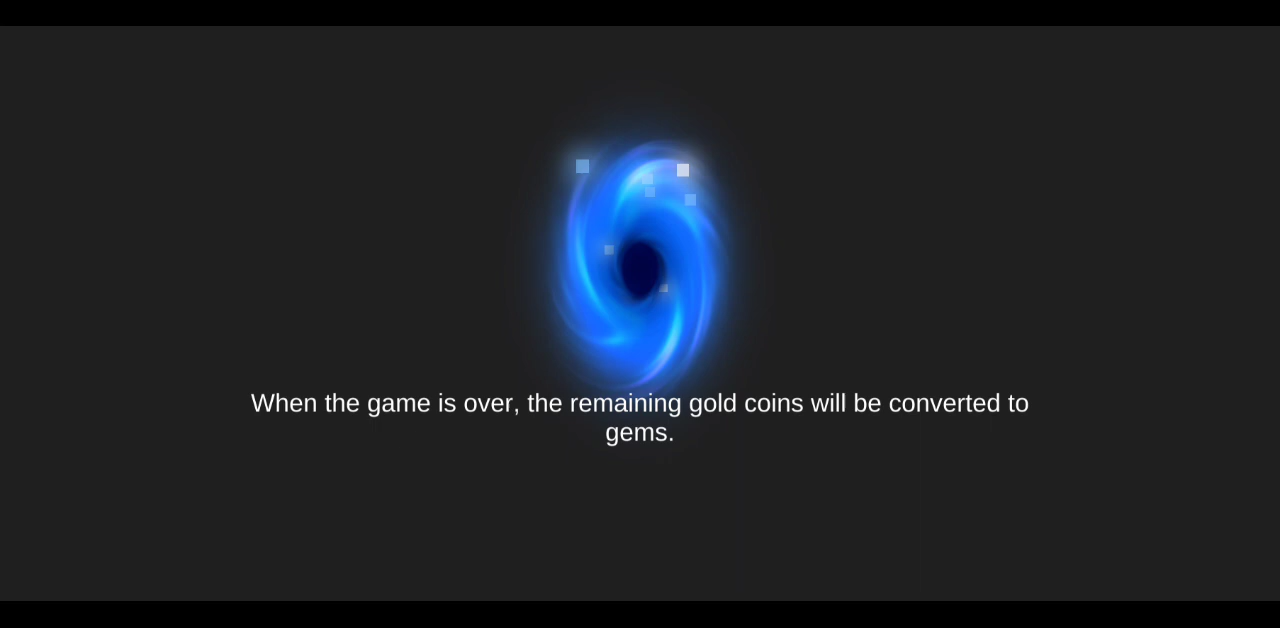 When the game is over, the remaining gold coins will be converted to
gems.